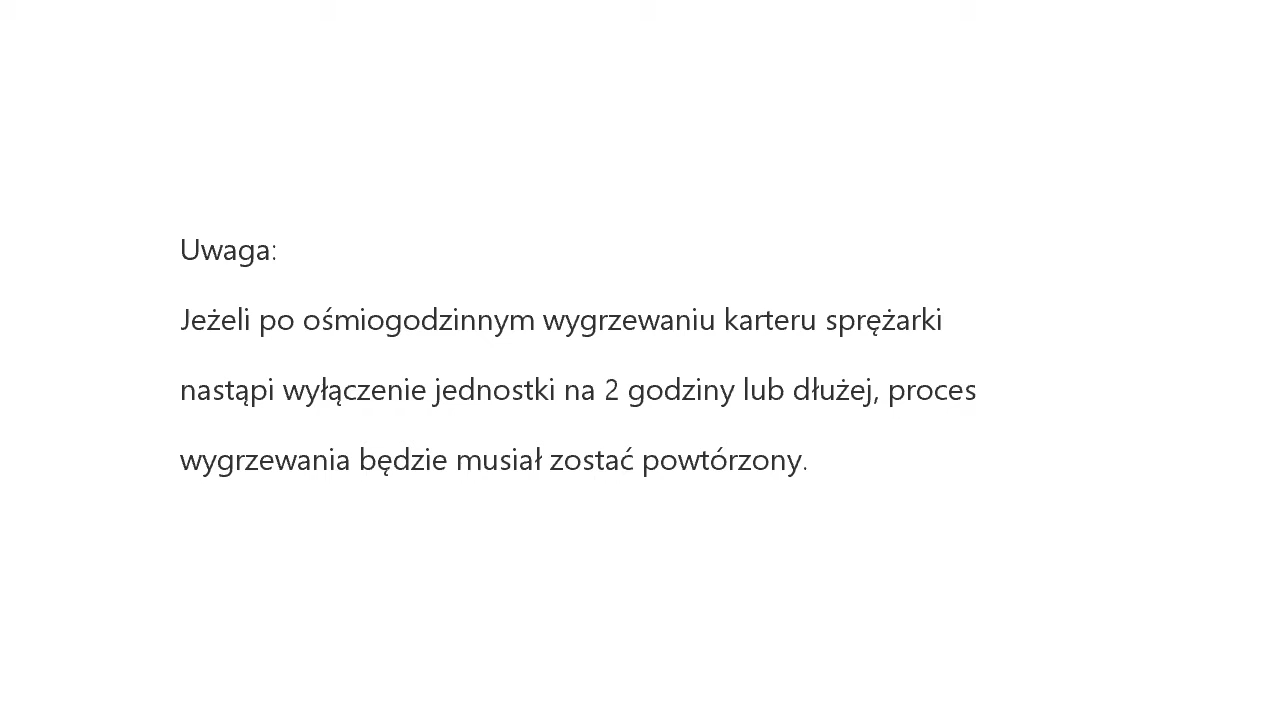 Uwaga:
Jeżeli po ośmiogodzinnym wygrzewaniu karteru sprężarki
nastąpi wyłączenie jednostki na 2 godziny lub dłużej, proces
wygrzewania będzie musiał zostać powtórzony.